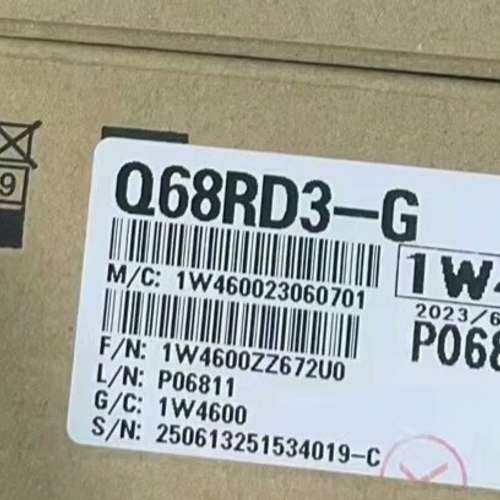 9
Q68RD3-G
M/C: 1W460023060701
1W4
2023/6
P068
F/N: 1W4600ZZ672U0
L/N: P06811
G/C: 1W4600
S/N: 250613251534019-C